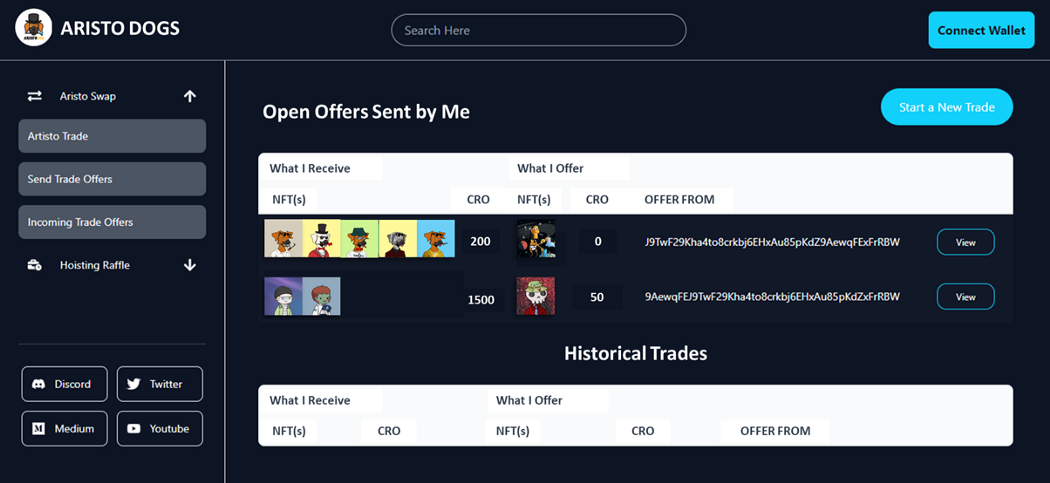 ARISTO DOGS
Search Here
Connect Wallet
Aristo Swap
Artisto Trade
Send Trade Offers
Incoming Trade Offers
Hoisting Raffle
Discord
Twitter
Medium
Youtube
Open Offers Sent by Me
Start a New Trade
What I Receive What I Offer
NFT(s) CRO NFT(s) CRO OFFER FROM
200 0 J9TwF29Kha4to8crkbj6EHxAu85pKdZ9AewqFExFrRBW View
1500 50 9AewqFEJ9TwF29Kha4to8crkbj6EHxAu85pKdZxFrRBW View
Historical Trades
What I Receive What I Offer
NFT(s) CRO NFT(s) CRO OFFER FROM